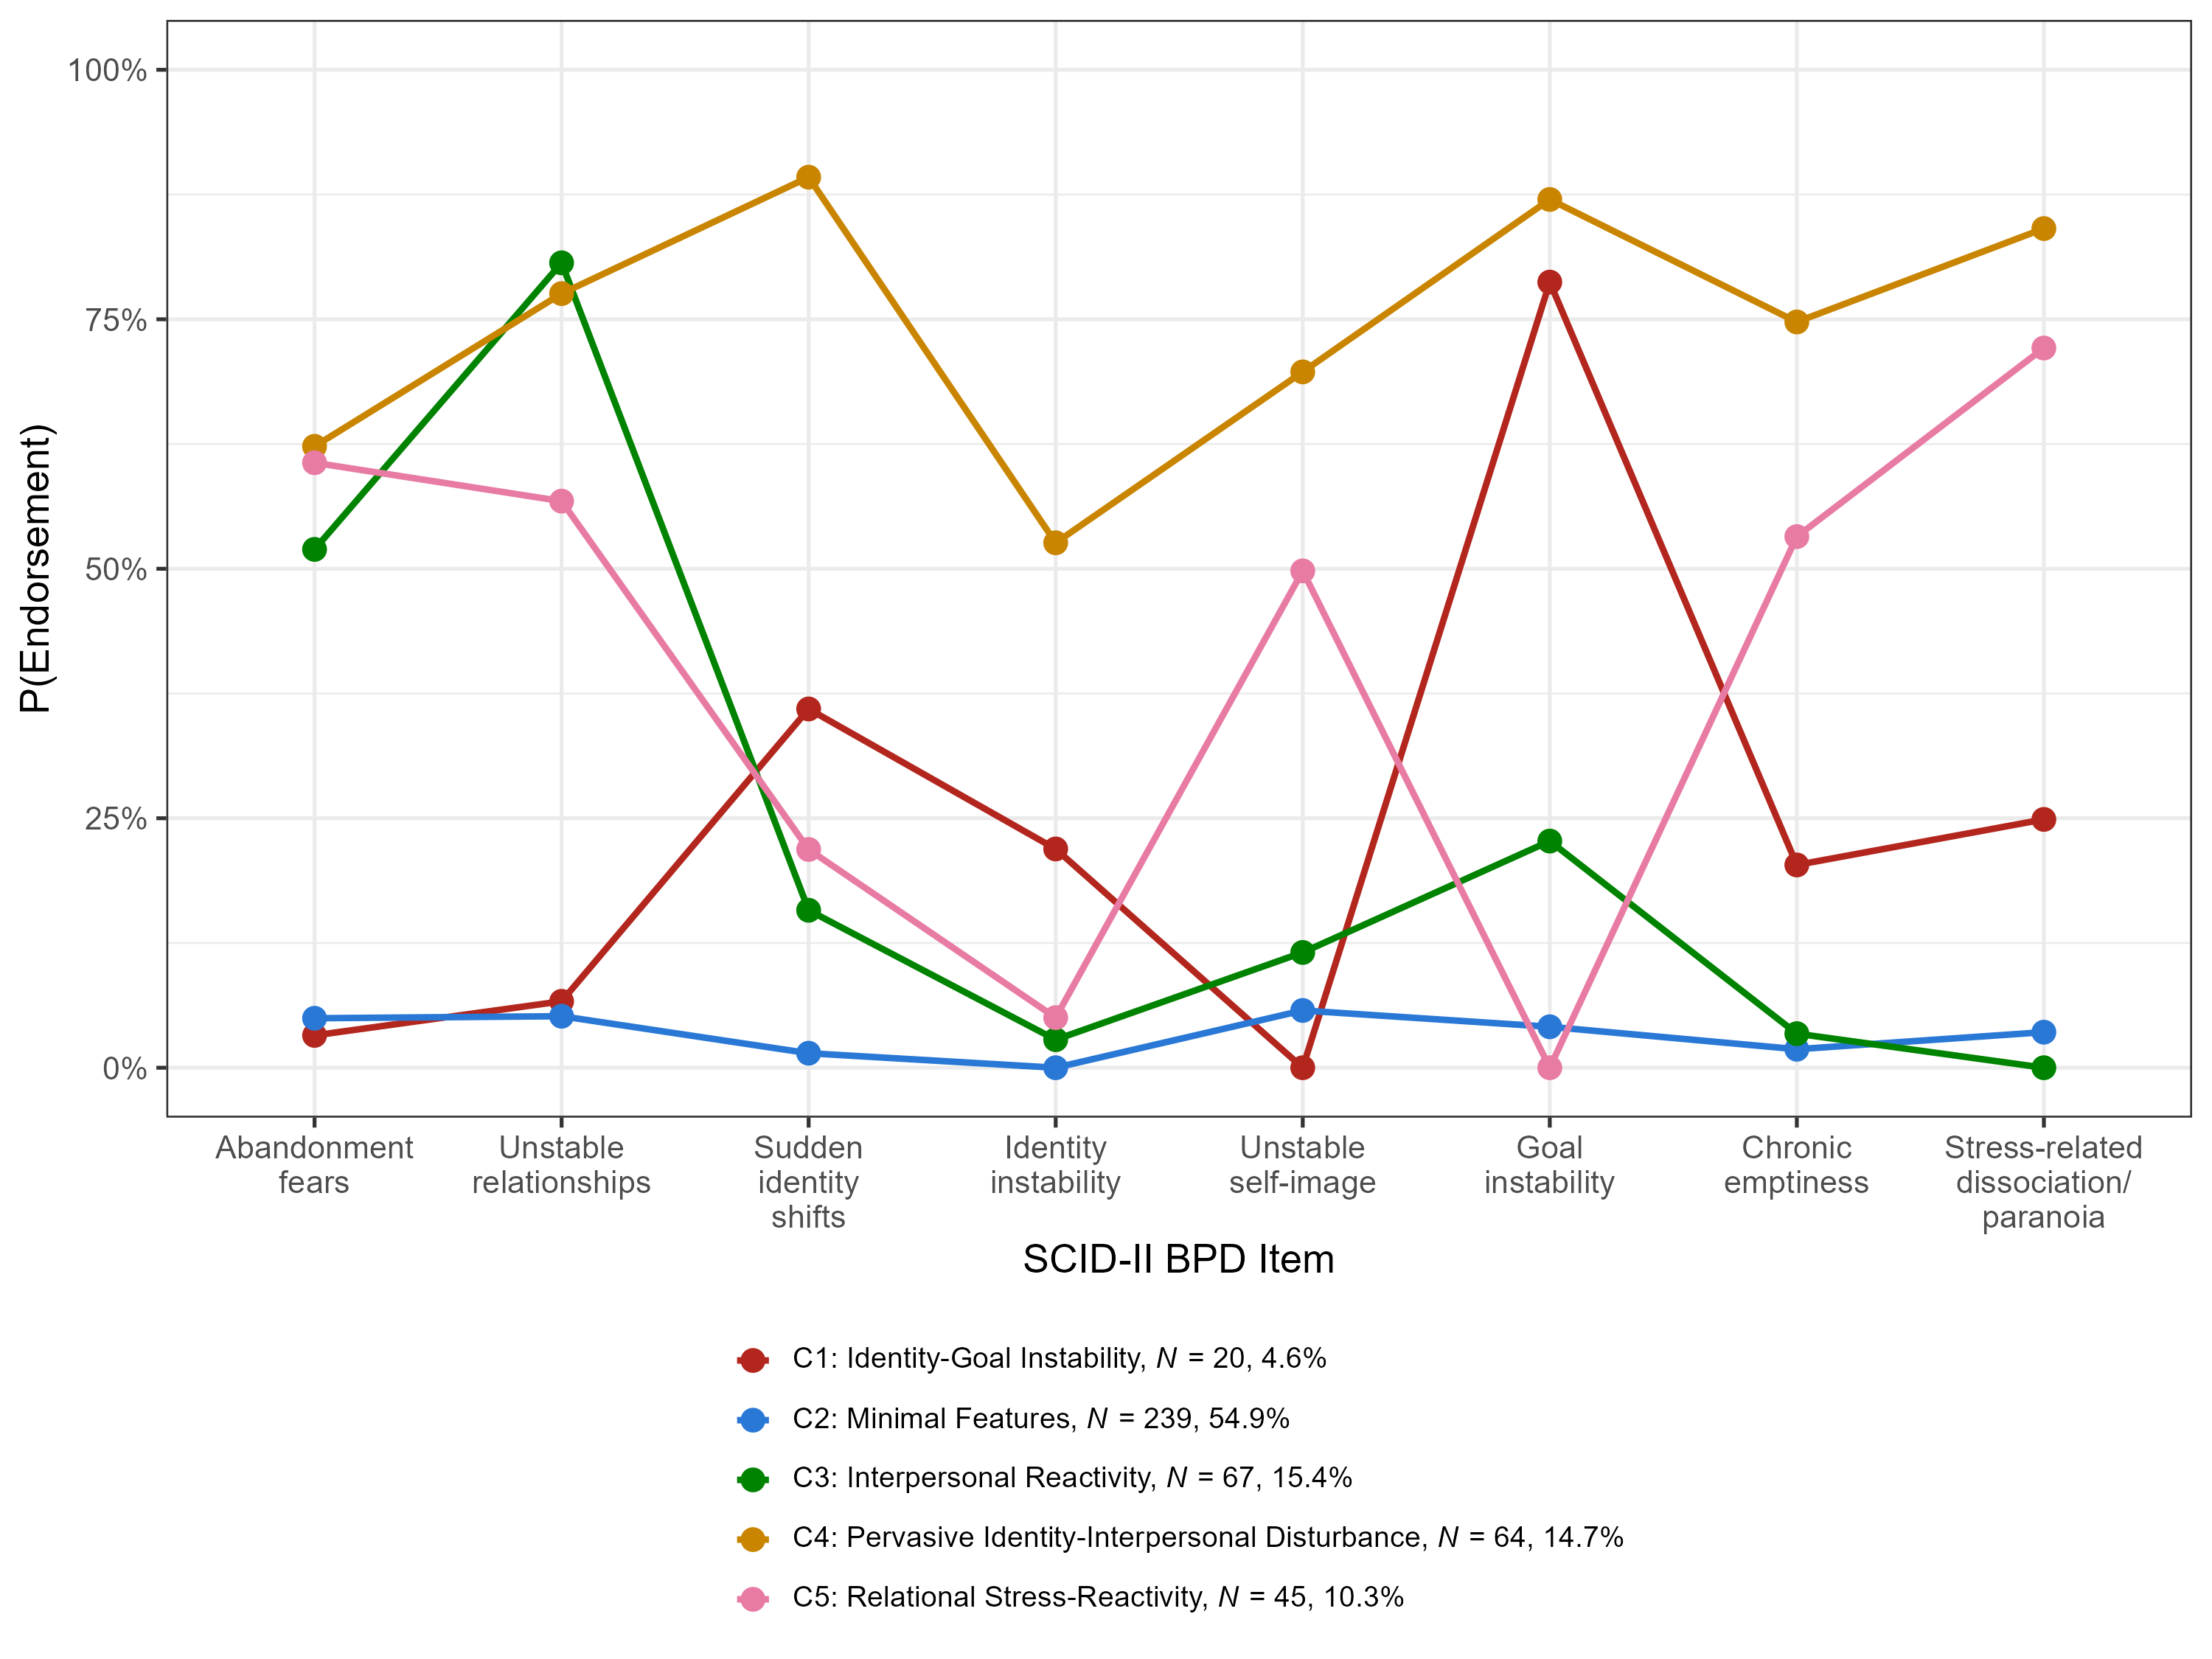 100%
75%
50%
25%
0%
P(Endorsement)
Abandonment
fears
Unstable
relationships
Sudden
identity
shifts
Identity
instability
Unstable
self-image
Goal
instability
Chronic
emptiness
Stress-related
dissociation/
paranoia
SCID-II BPD Item
C1: Identity-Goal Instability, N = 20, 4.6%
C2: Minimal Features, N = 239, 54.9%
C3: Interpersonal Reactivity, N = 67, 15.4%
C4: Pervasive Identity-Interpersonal Disturbance, N = 64, 14.7%
C5: Relational Stress-Reactivity, N = 45, 10.3%